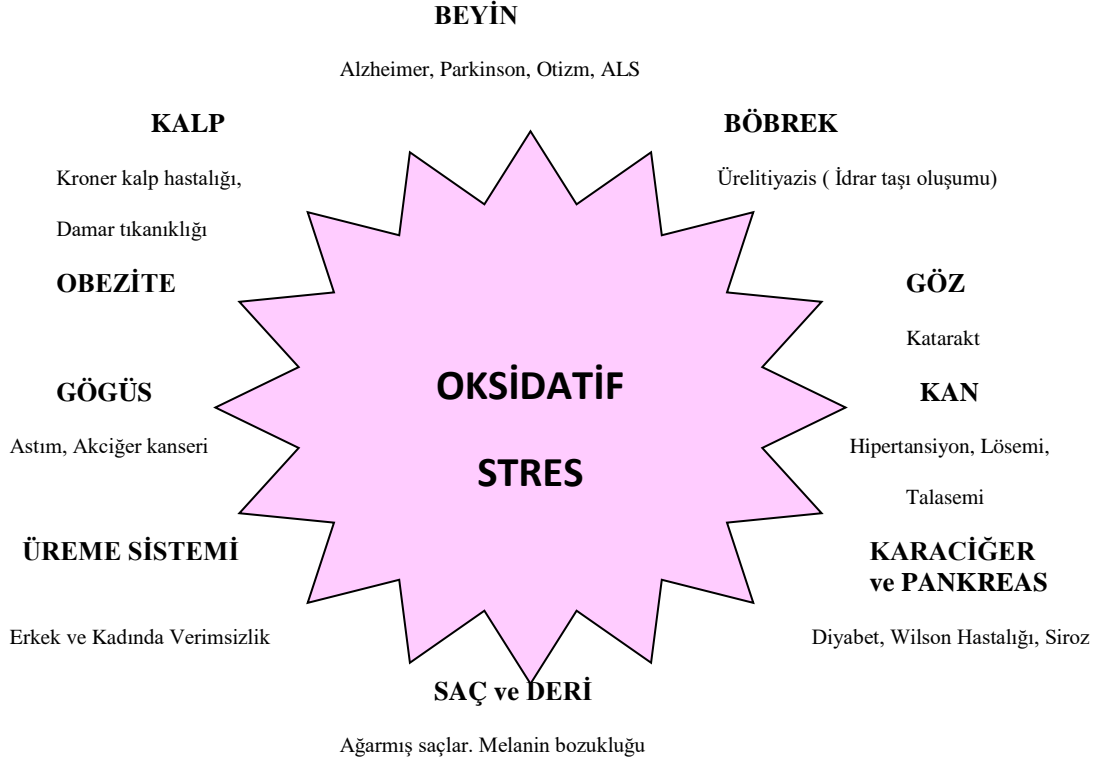 BEYİN
Alzheimer, Parkinson, Otizm, ALS
KALP
Kroner kalp hastalığı,
Damar tıkanıklığı
BÖBREK
Ürelitiyazis ( İdrar taşı oluşumu)
OBEZİTE
GÖZ
Katarakt
OKSİDATİF
STRES
GÖGÜS
Astım, Akciğer kanseri
KAN
Hipertansiyon, Lösemi,
Talasemi
ÜREME SİSTEMİ
Erkek ve Kadında Verimsizlik
KARACİĞER
ve PANKREAS
Diyabet, Wilson Hastalığı, Siroz
SAÇ ve DERİ
Ağarmış saçlar. Melanin bozukluğu